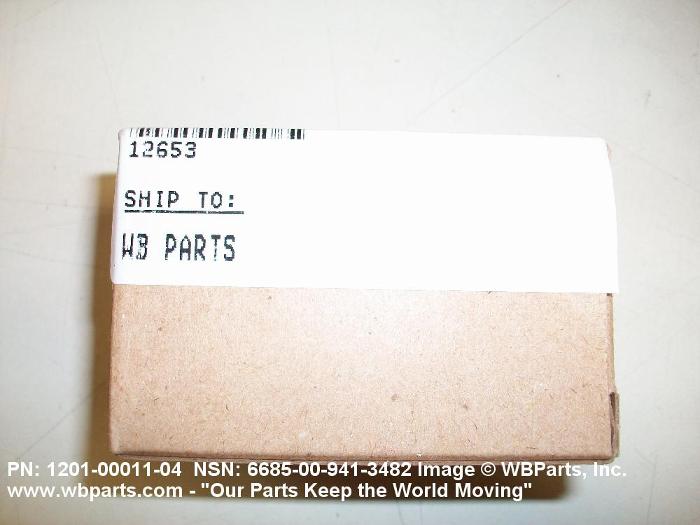 12653
SHIP TO:
WB PARTS
PN: 1201-00011-04 NSN: 6685-00-941-3482 Image © WBParts, Inc.
www.wbparts.com - "Our Parts Keep the World Moving"